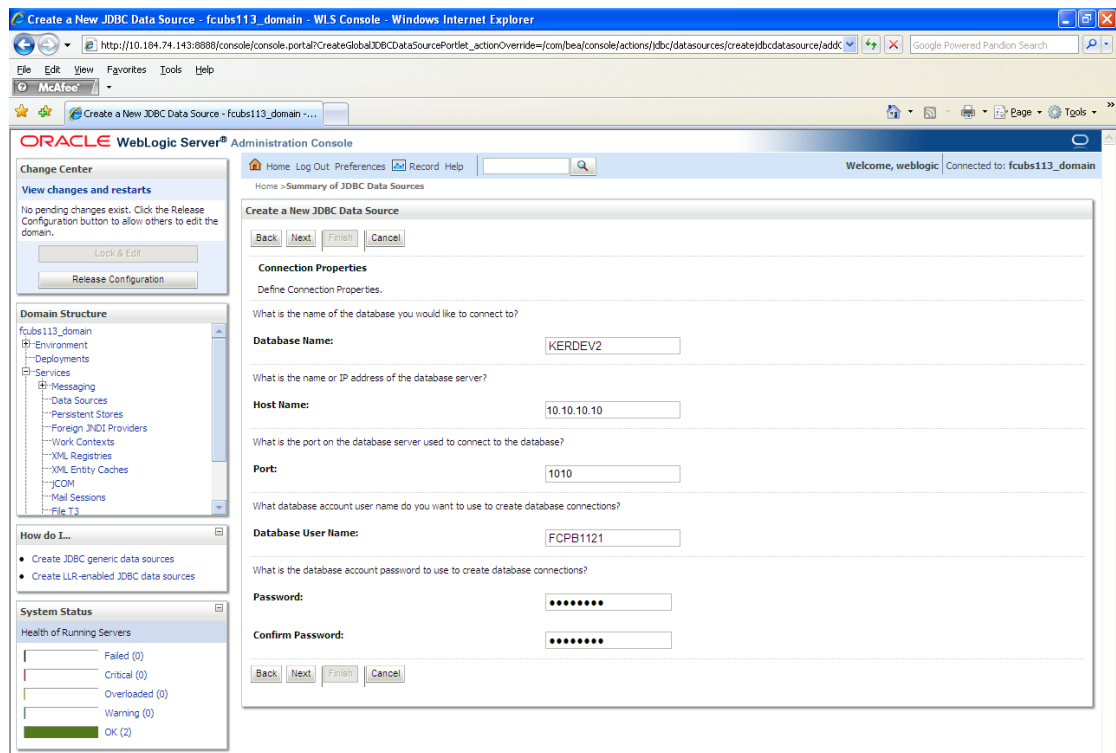 Create a New JDBC Data Source - fcubs113_domain - WLS Console - Windows Internet Explorer
http://10.184.74.143:8888/console/console.portal?CreateGlobalJDBCDataSourcePortlet_actionOverride=/com/bea/console/actions/jdbc/datasources/createjdbcdatasource/addC
Google Powered Pandion Search
File Edit View Favorites Tools Help
McAfee
Create a New JDBC Data Source - fcubs113_domain -...
Page Tools
ORACLE WebLogic Server® Administration Console
Change Center
View changes and restarts
No pending changes exist. Click the Release
Configuration button to allow others to edit the
domain.
Lock & Edit
Release Configuration
Domain Structure
fcubs113_domain
Environment
Deployments
Services
Messaging
Data Sources
Persistent Stores
Foreign JNDI Providers
Work Contexts
XML Registries
XML Entity Caches
jCOM
Mail Sessions
File T3
How do I...
Create JDBC generic data sources
Create LLR-enabled JDBC data sources
System Status
Health of Running Servers
Failed (0)
Critical (0)
Overloaded (0)
Warning (0)
OK (2)
Home Log Out Preferences Record Help
Welcome, weblogic Connected to: fcubs113_domain
Home >Summary of JDBC Data Sources
Create a New JDBC Data Source
Back Next Finish Cancel
Connection Properties
Define Connection Properties.
What is the name of the database you would like to connect to?
Database Name: KERDEV2
What is the name or IP address of the database server?
Host Name: 10.10.10.10
What is the port on the database server used to connect to the database?
Port: 1010
What database account user name do you want to use to create database connections?
Database User Name: FCPB1121
What is the database account password to use to create database connections?
Password: ●●●●●●●●
Confirm Password: ●●●●●●●●
Back Next Finish Cancel